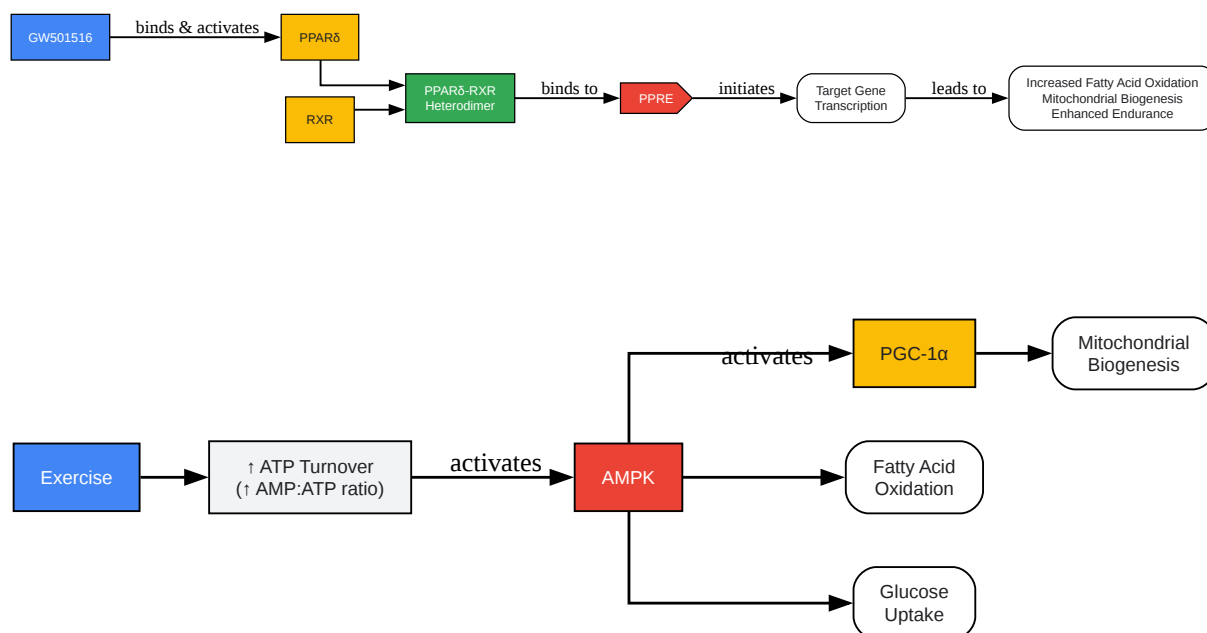 GW501516
binds & activates
PPARδ
RXR
PPARδ-RXR
Heterodimer
binds to
PPRE
initiates
Target Gene
Transcription
leads to
Increased Fatty Acid Oxidation
Mitochondrial Biogenesis
Enhanced Endurance
Exercise
↑ ATP Turnover
(↑ AMP:ATP ratio)
activates
AMPK
activates
PGC-1α
Mitochondrial
Biogenesis
Fatty Acid
Oxidation
Glucose
Uptake